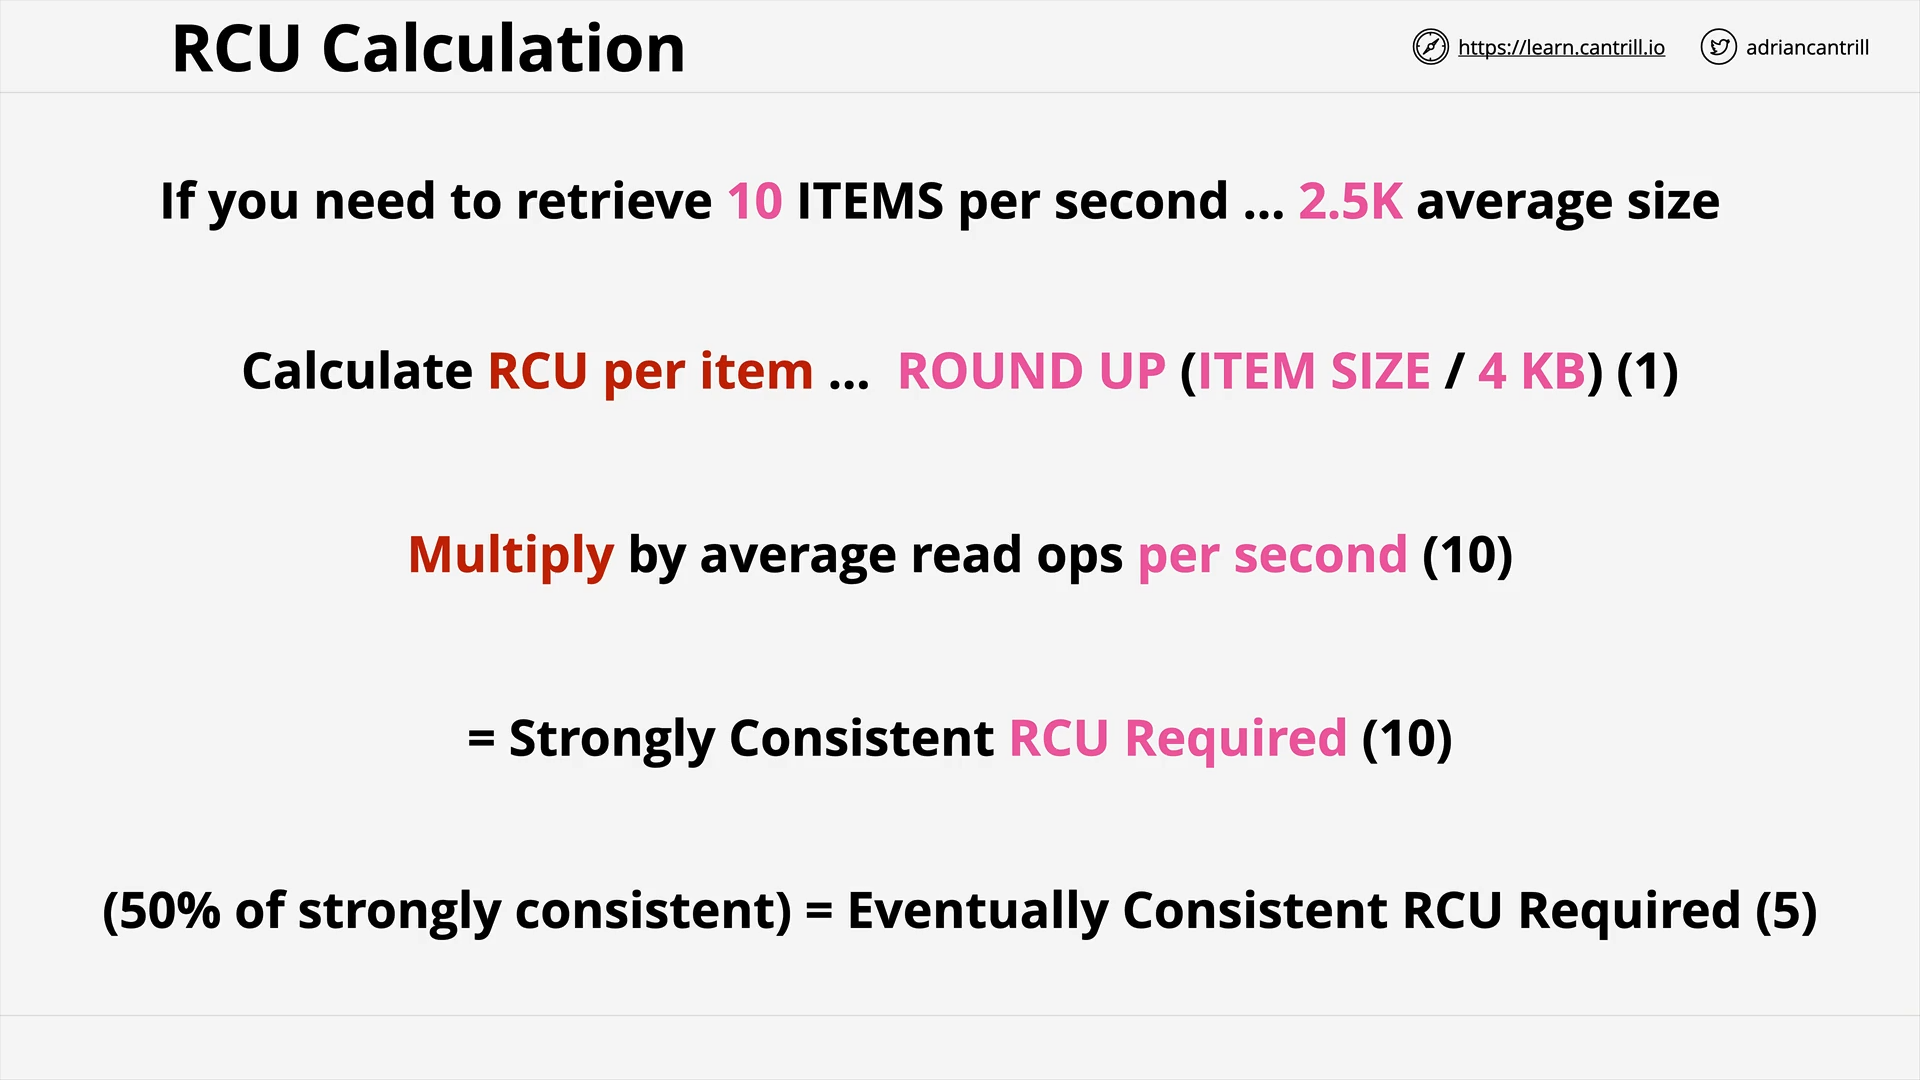 RCU Calculation
https://learn.cantrill.io
adriancantrill
If you need to retrieve 10 ITEMS per second ... 2.5K average size
Calculate RCU per item ... ROUND UP (ITEM SIZE / 4 KB) (1)
Multiply by average read ops per second (10)
= Strongly Consistent RCU Required (10)
(50% of strongly consistent) = Eventually Consistent RCU Required (5)